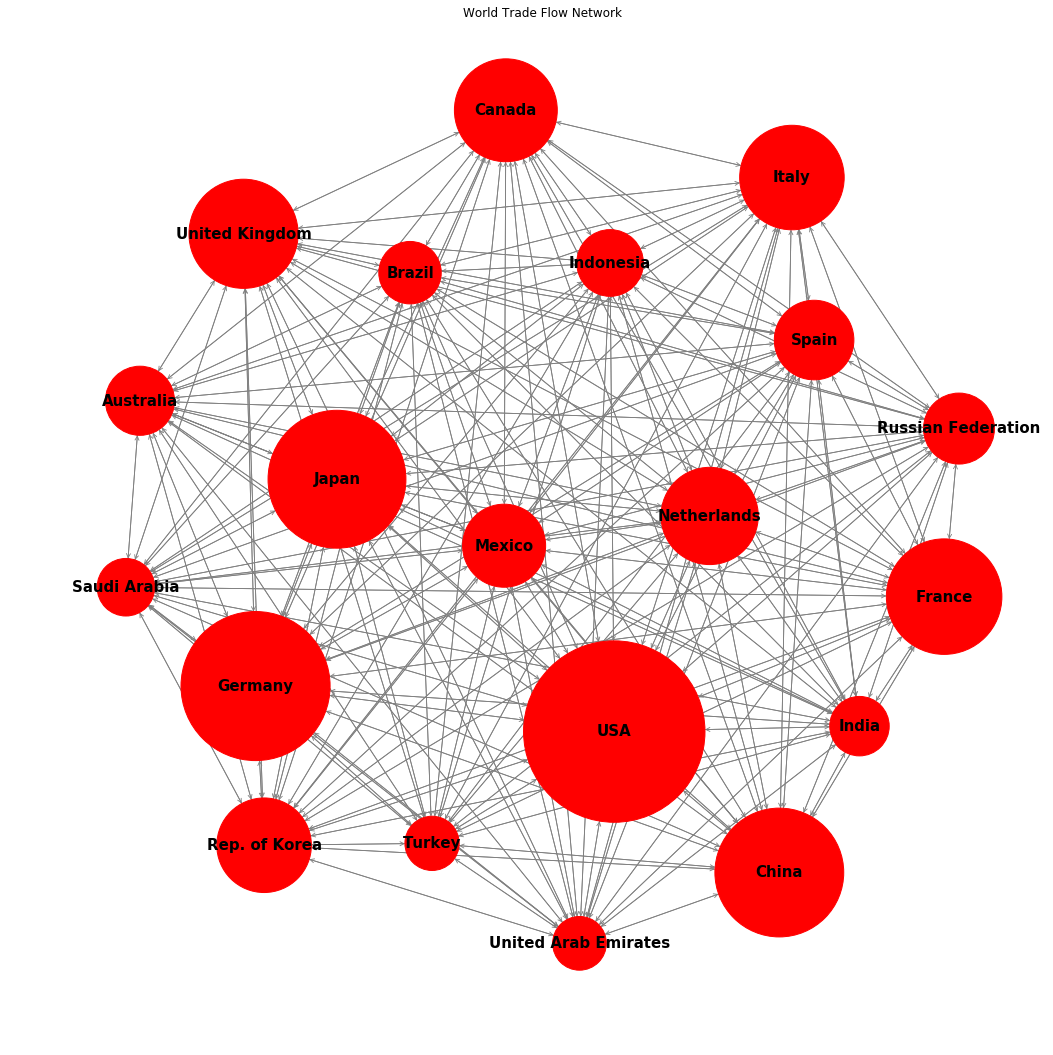 World Trade Flow Network
Canada
Italy
United Kingdom
Indonesia
Brazil
Spain
Australia
Russian Federation
Japan
Netherlands
Mexico
Saudi Arabia
France
Germany
India
USA
Turkey
Rep. of Korea
China
United Arab Emirates